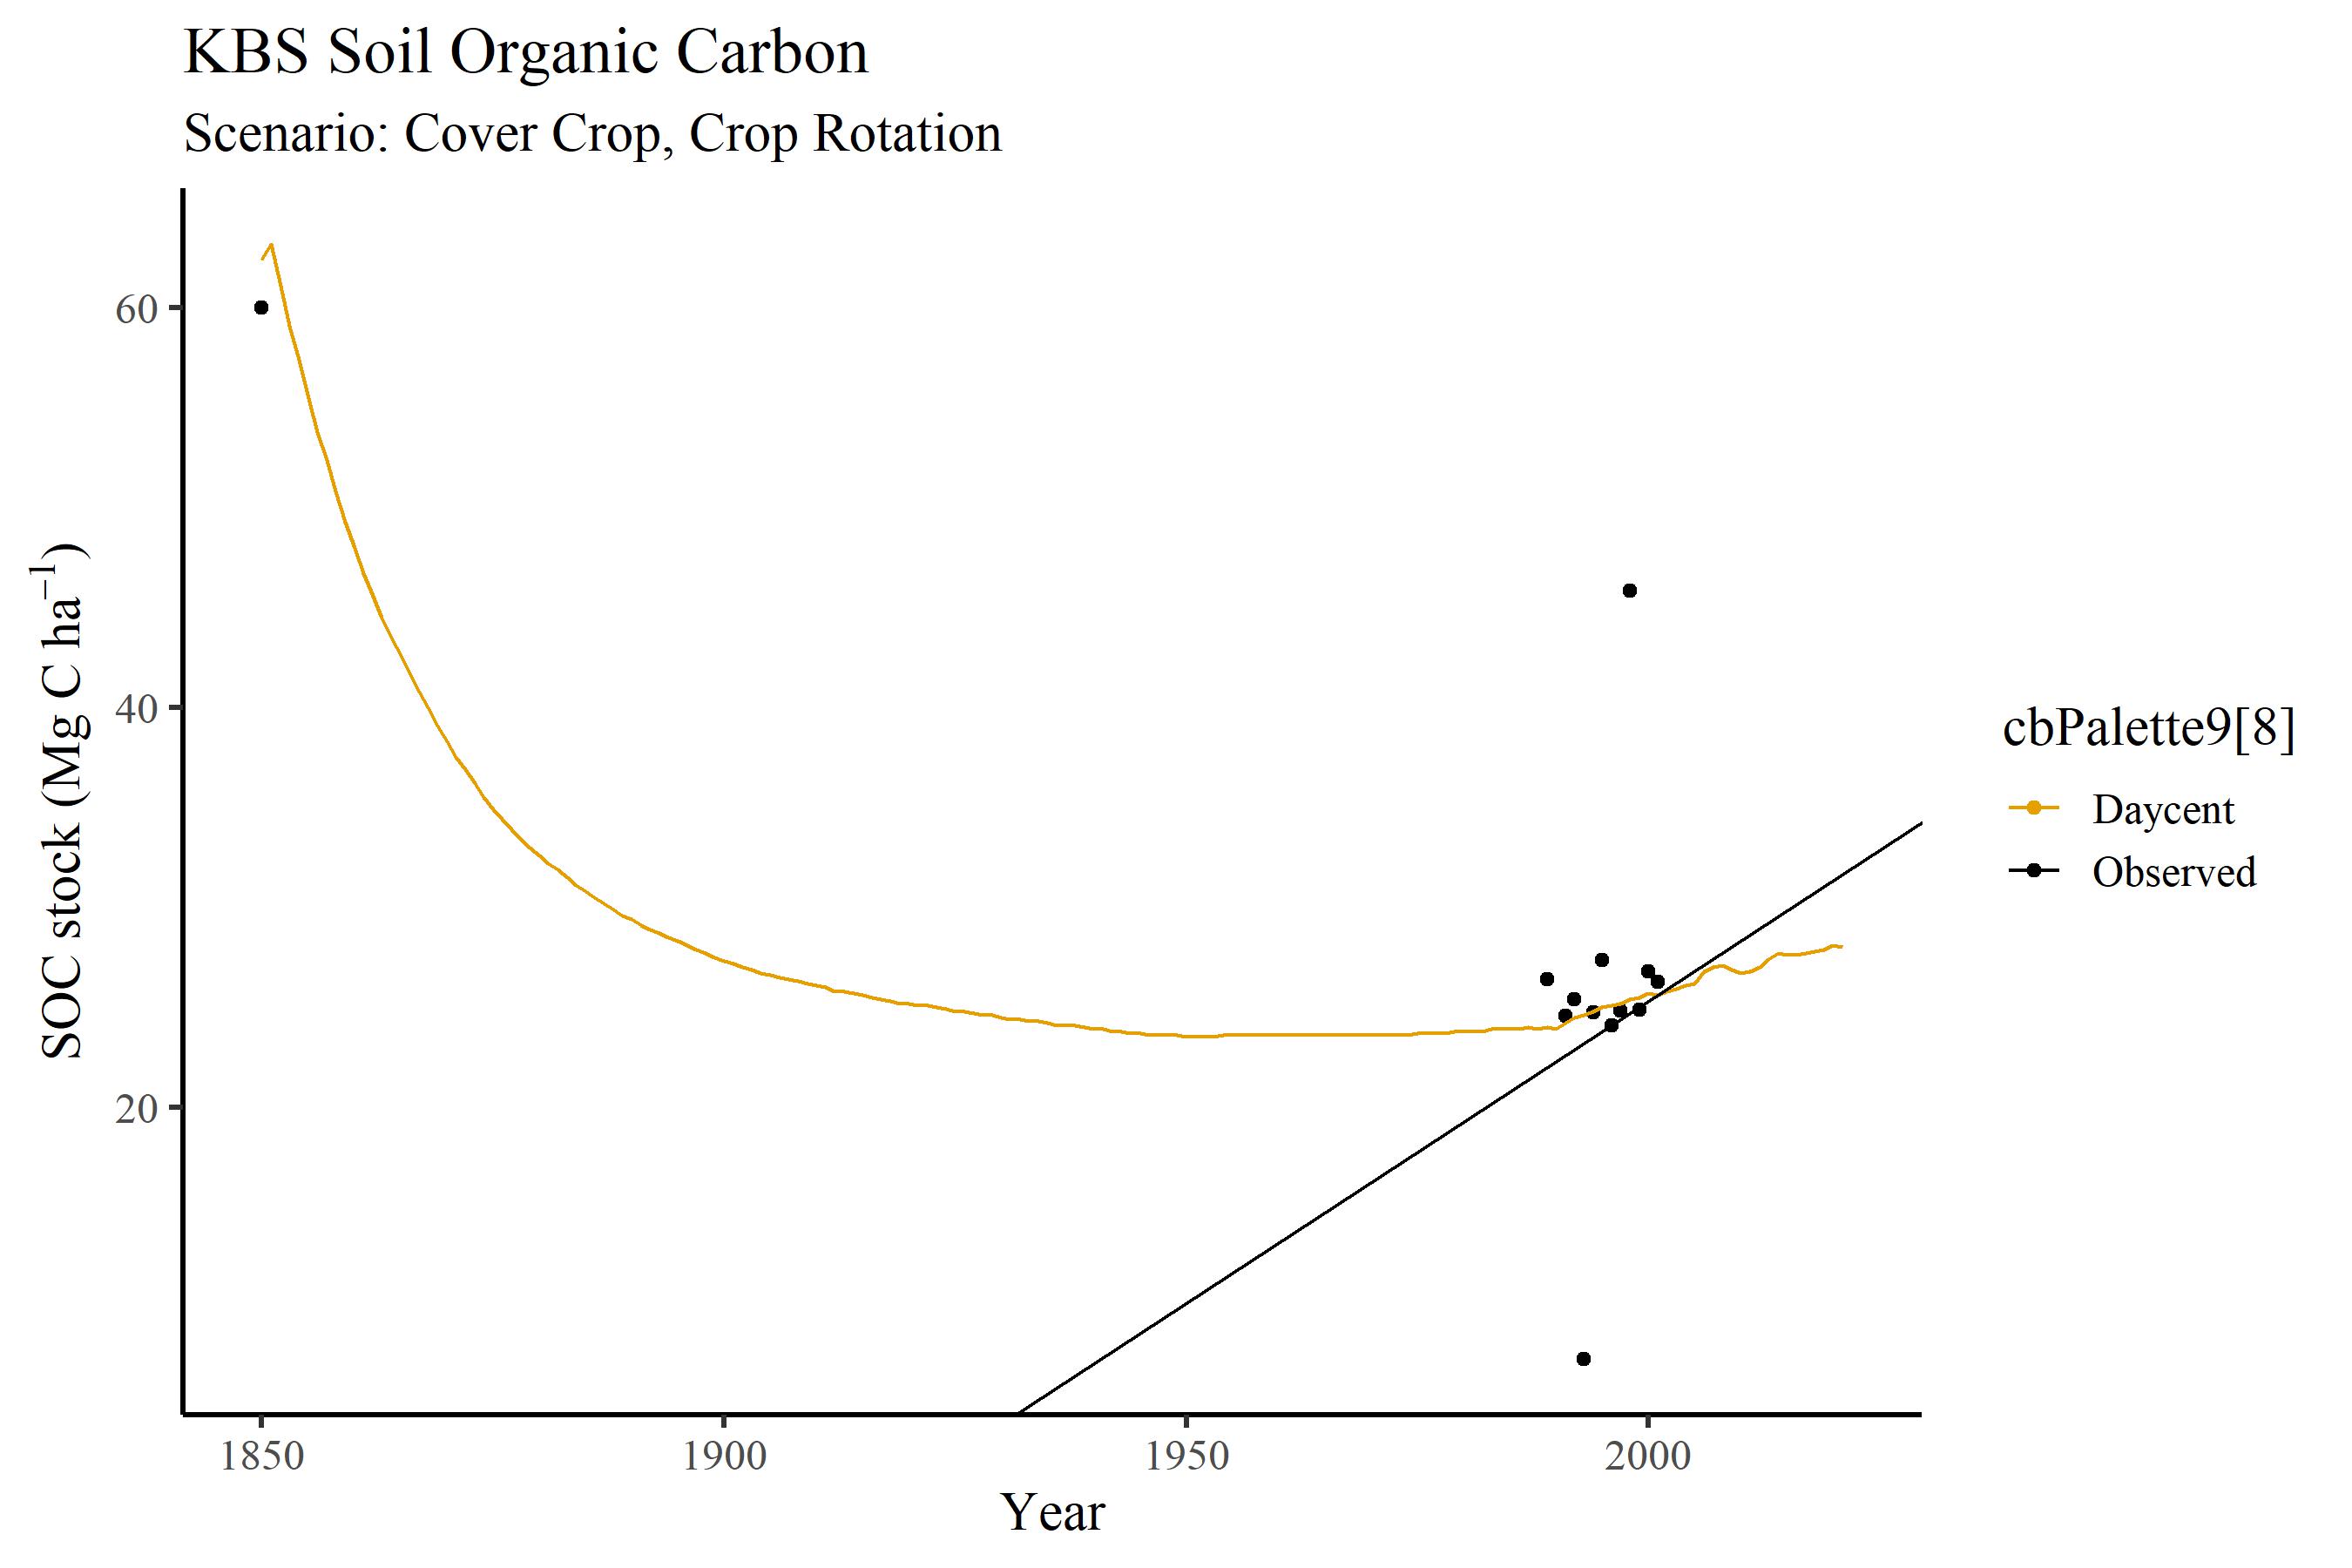 KBS Soil Organic Carbon
Scenario: Cover Crop, Crop Rotation
SOC stock (Mg C ha⁻¹)
60
40
20
1850
1900
1950
2000
Year
cbPalette9[8]
Daycent
Observed